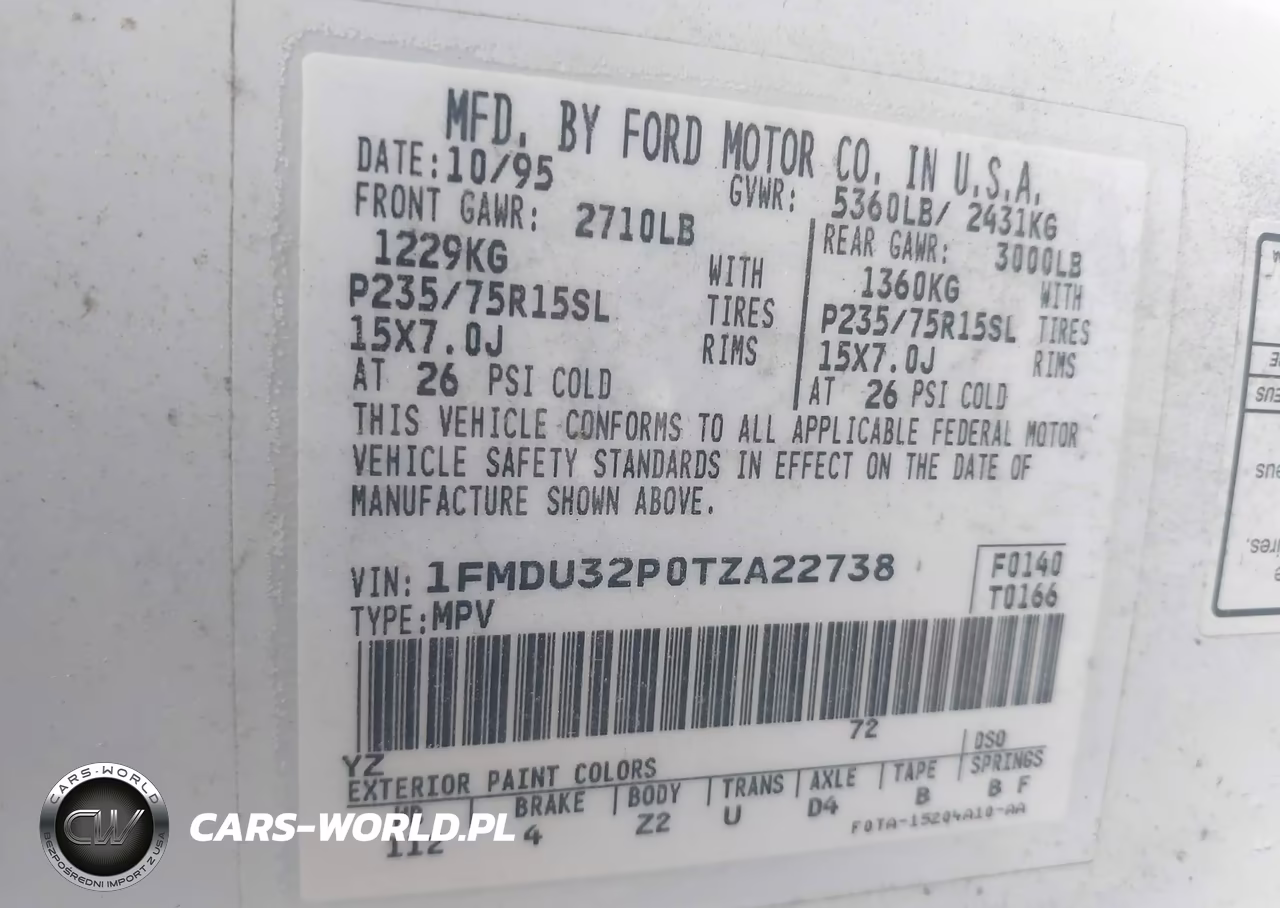 MFD. BY FORD MOTOR CO. IN U.S.A.
DATE: 10/95 GVWR: 5360LB/ 2431KG
FRONT GAWR: 2710LB
1229KG WITH
P235/75R15SL TIRES
15X7.0J RIMS
AT 26 PSI COLD
REAR GAWR: 3000LB
1360KG WITH
P235/75R15SL TIRES
15X7.0J RIMS
AT 26 PSI COLD
THIS VEHICLE CONFORMS TO ALL APPLICABLE FEDERAL MOTOR
VEHICLE SAFETY STANDARDS IN EFFECT ON THE DATE OF
MANUFACTURE SHOWN ABOVE.
VIN: 1FMDU32P0TZA22738
TYPE: MPV
F0140
T0166
72
YZ
EXTERIOR PAINT COLORS DSO
BRAKE BODY TRANS AXLE TAPE SPRINGS
112 4 Z2 U D4 B B F
F0TA-15204A10-AA
CARS-WORLD
CW
BEZPOŚREDNI IMPORT Z USA
CARS-WORLD.PL